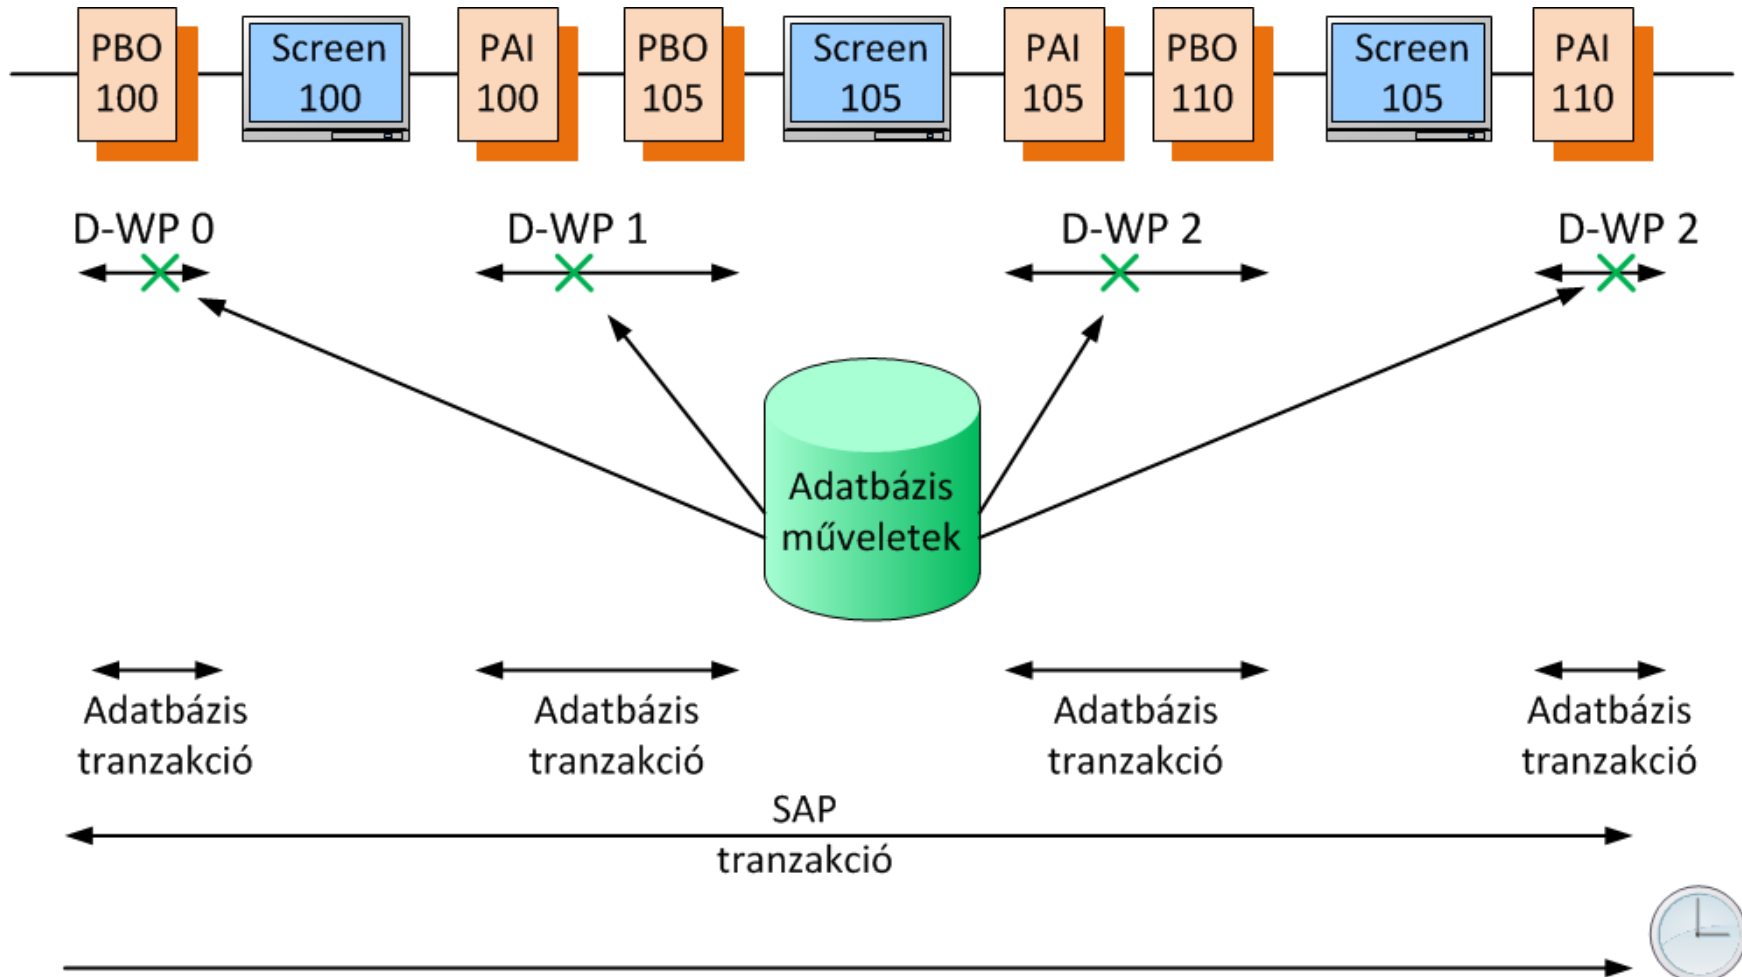 PBO
100
Screen
100
PAI
100
PBO
105
Screen
105
PAI
105
PBO
110
Screen
105
PAI
110
D-WP 0
D-WP 1
D-WP 2
D-WP 2
Adatbázis
műveletek
Adatbázis
tranzakció
Adatbázis
tranzakció
Adatbázis
tranzakció
Adatbázis
tranzakció
SAP
tranzakció